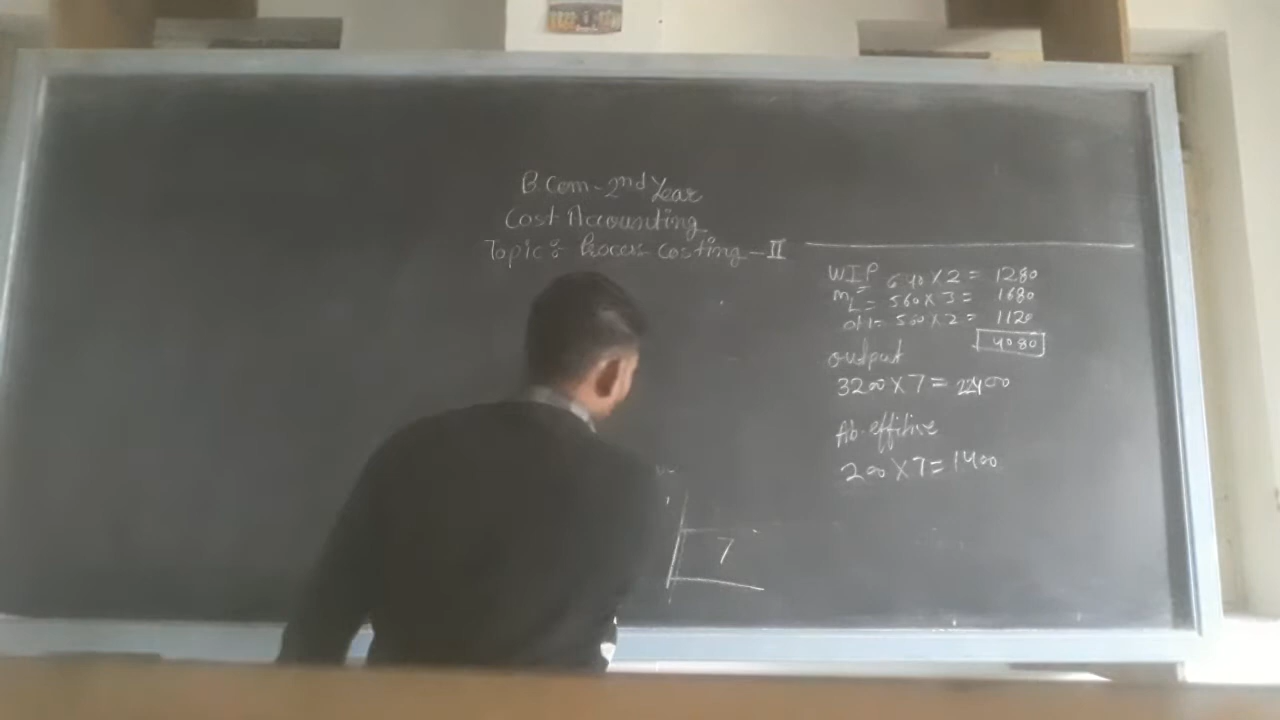 B.Com-2nd Year
Cost Accounting
Topic: Process Costing-II
WIP 640 X 2 = 1280
M
L = 560 X 3 = 1680
OH = 560 X 2 = 1120
4080
output
3200 X 7 = 22400
Ab. effitive
200 X 7 = 1400
7